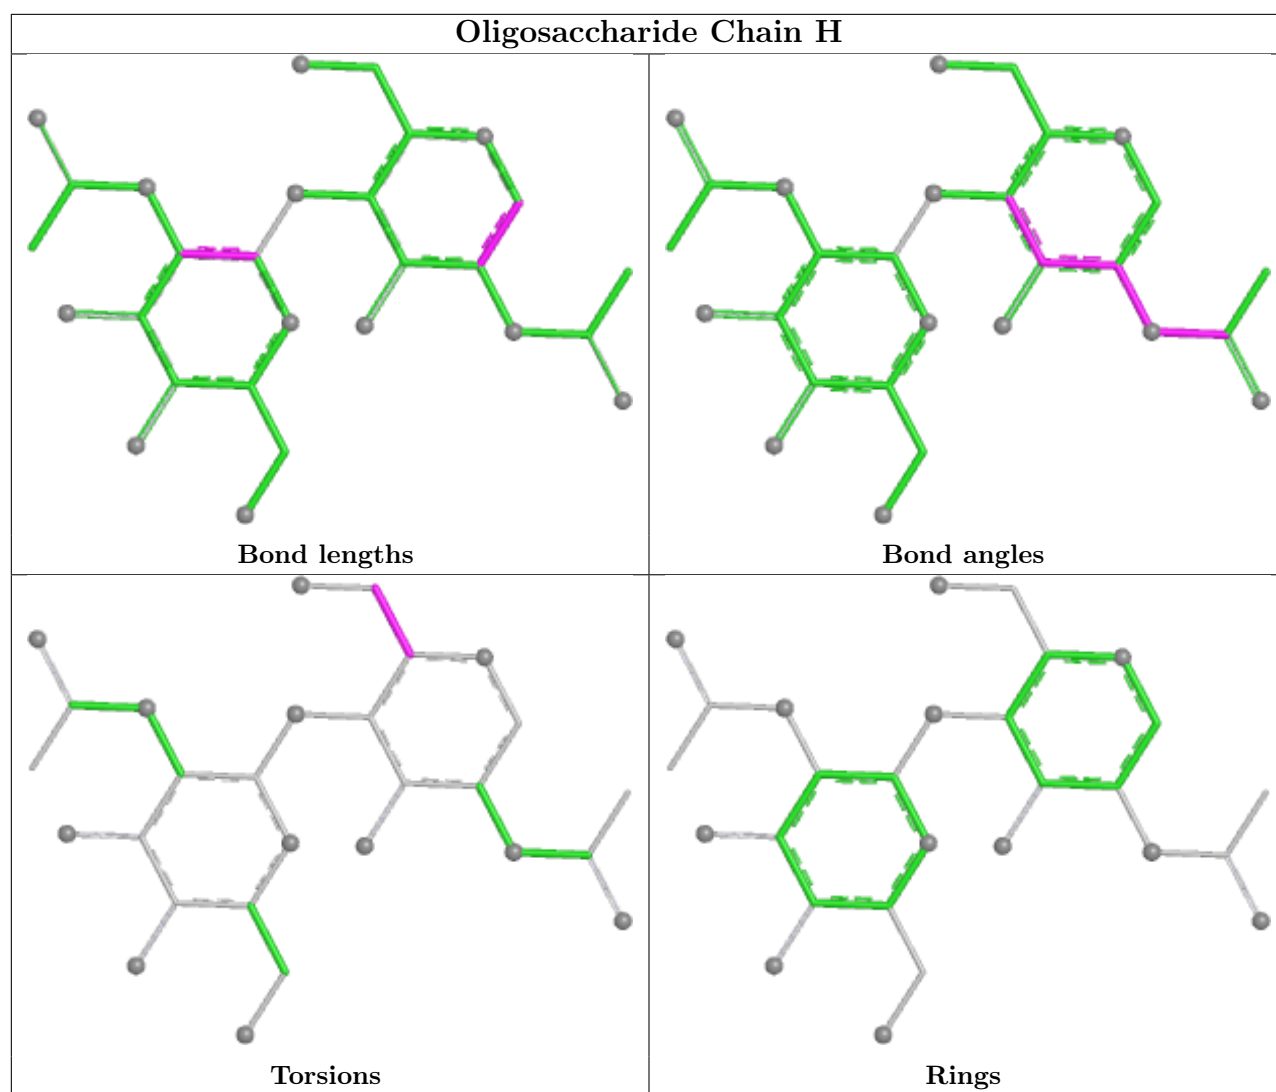 Oligosaccharide Chain H
Bond lengths
Bond angles
Torsions
Rings